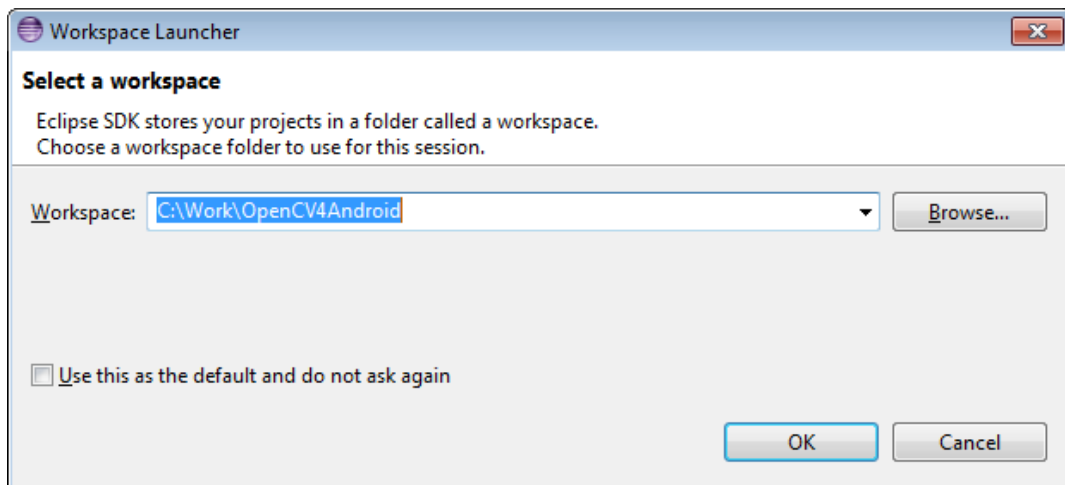 Workspace Launcher
Select a workspace
Eclipse SDK stores your projects in a folder called a workspace.
Choose a workspace folder to use for this session.
Workspace: C:\Work\OpenCV4Android Browse...
Use this as the default and do not ask again
OK Cancel